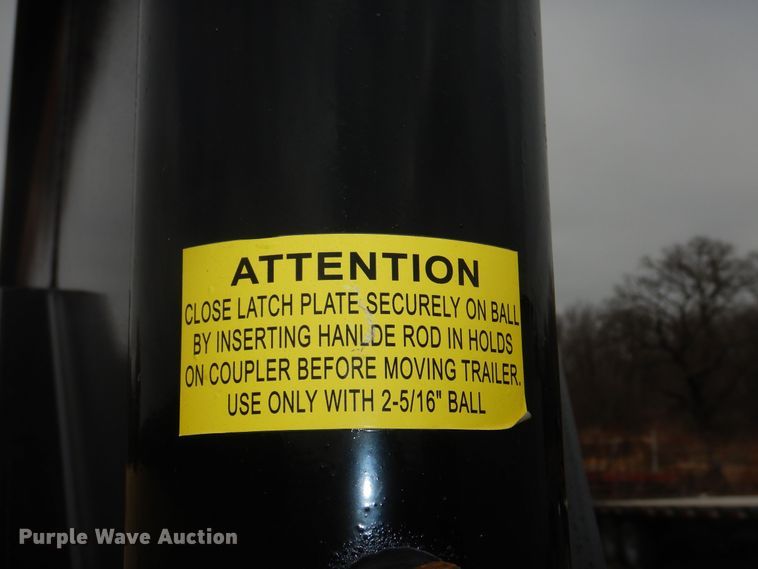 ATTENTION
CLOSE LATCH PLATE SECURELY ON BALL
BY INSERTING HANLDE ROD IN HOLDS
ON COUPLER BEFORE MOVING TRAILER.
USE ONLY WITH 2-5/16" BALL
Purple Wave Auction